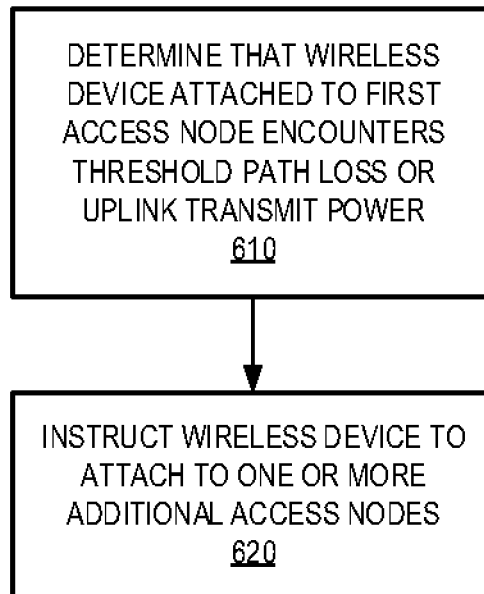 DETERMINE THAT WIRELESS
DEVICE ATTACHED TO FIRST
ACCESS NODE ENCOUNTERS
THRESHOLD PATH LOSS OR
UPLINK TRANSMIT POWER
610
INSTRUCT WIRELESS DEVICE TO
ATTACH TO ONE OR MORE
ADDITIONAL ACCESS NODES
620